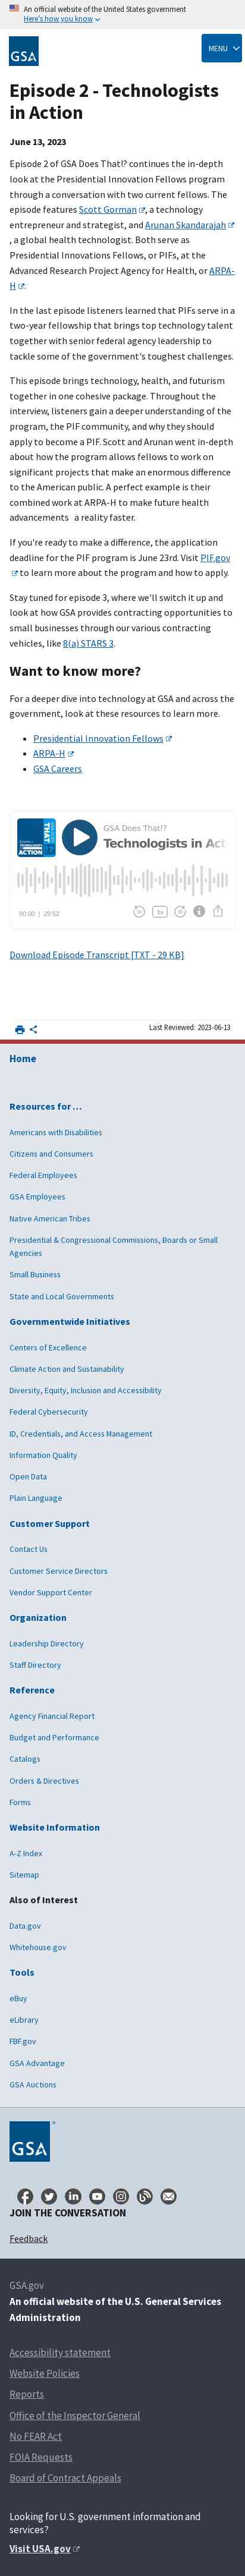 An official website of the United States government
Here's how you know
GSA
MENU
Episode 2 - Technologists
in Action
June 13, 2023
Episode 2 of GSA Does That!? continues the in-depth
look at the Presidential Innovation Fellows program
through a conversation with two current fellows. The
episode features Scott Gorman, a technology
entrepreneur and strategist, and Arunan Skandarajah
, a global health technologist. Both serve as
Presidential Innovations Fellows, or PIFs, at the
Advanced Research Project Agency for Health, or ARPA-
H.
In the last episode listeners learned that PIFs serve in a
two-year fellowship that brings top technology talent
from all over the country and leverages their talent to
help solve some of the government's toughest challenges.
This episode brings technology, health, and a fair amount
of explosions together in one cohesive package. Throughout the
interview, listeners gain a deep understanding
of the program, the PIF community, and why they should
apply to become a PIF. Scott and Arunan went in-depth
about how the program allows fellows to work on
significant projects that make an enormous difference
to the American public. A example is their
combined work at ARPA-H to make future health
advancements a reality far sooner.
If you're ready to make a difference, the application
deadline for the PIF program is June 23rd. Visit PIF.gov
to learn more about the program and how to apply.
Stay tuned for episode 3, where we'll switch it up and
look at how GSA provides contracting opportunities to
small businesses through our myriad contracting
vehicles, like 8(a) STARS 3.
Want to know more?
For a deeper dive into technology at GSA and across the
government, look at these resources to learn more.
Presidential Innovation Fellows
ARPA-H
GSA Careers
GSA Does That!?
Technologists in Ac
00:00 | 29:52
1x
Download Episode Transcript [TXT - 29 KB]
Last Reviewed: 2023-06-13
Home
Resources for …
Americans with Disabilities
Citizens and Consumers
Federal Employees
GSA Employees
Native American Tribes
Presidential & Congressional Commissions, Boards or Small
Agencies
Small Business
State and Local Governments
Governmentwide Initiatives
Centers of Excellence
Climate Action and Sustainability
Diversity, Equity, Inclusion and Accessibility
Federal Cybersecurity
ID, Credentials, and Access Management
Information Quality
Open Data
Plain Language
Customer Support
Contact Us
Customer Service Directors
Vendor Support Center
Organization
Leadership Directory
Staff Directory
Reference
Agency Financial Report
Budget and Performance
Catalogs
Orders & Directives
Forms
Website Information
A-Z Index
Sitemap
Also of Interest
Data.gov
Whitehouse.gov
Tools
eBuy
eLibrary
FBF.gov
GSA Advantage
GSA Auctions
GSA
JOIN THE CONVERSATION
Feedback
GSA.gov
An official website of the U.S. General Services
Administration
Accessibility statement
Website Policies
Reports
Office of the Inspector General
No FEAR Act
FOIA Requests
Board of Contract Appeals
Looking for U.S. government information and
services?
Visit USA.gov